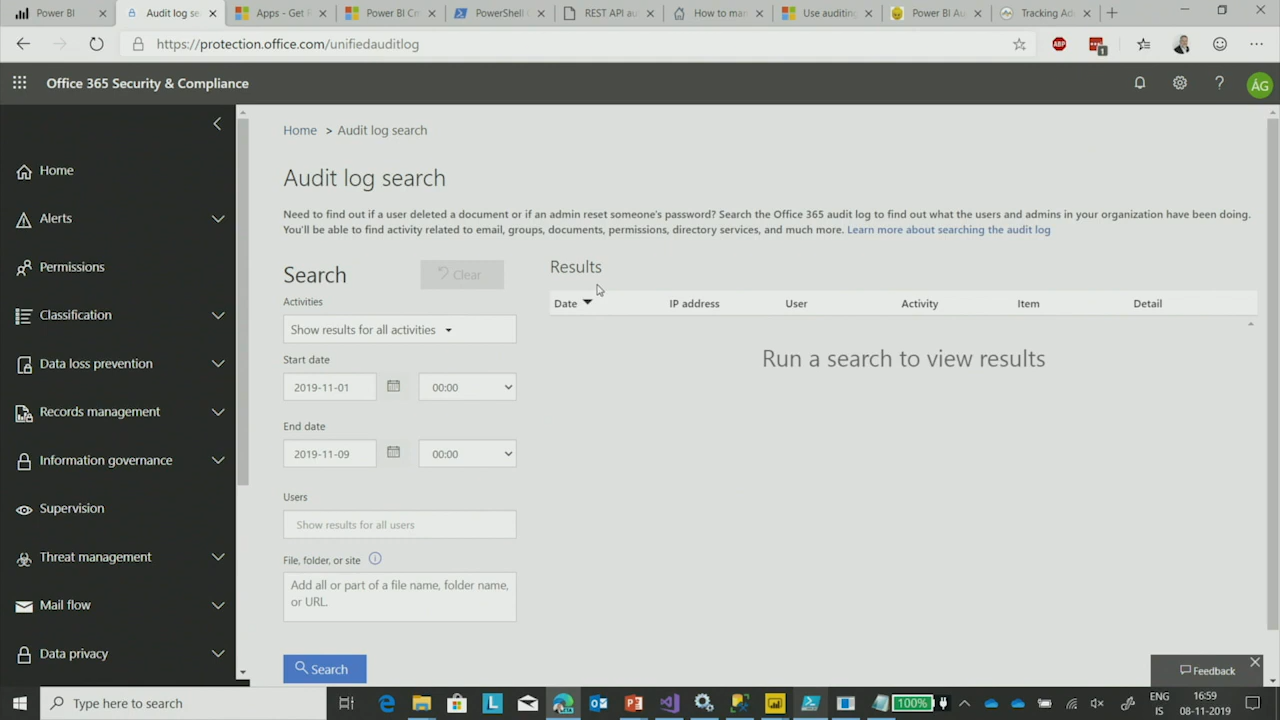 Power BI
Audit log se
Apps - Get F
Power BI Cm
PowerShell G
REST API au
How to man
Use auditing
Power BI Au
Tracking Ad
https://protection.office.com/unifiedauditlog
ABP
1
Office 365 Security & Compliance
ÁG
Home
Alerts
Permissions
Classification
Data loss prevention
Records management
Information governance
Supervision
Threat management
Mail flow
Data privacy
Home > Audit log search
Audit log search
Need to find out if a user deleted a document or if an admin reset someone's password? Search the Office 365 audit log to find out what the users and admins in your organization have been doing.
You'll be able to find activity related to email, groups, documents, permissions, directory services, and much more. Learn more about searching the audit log
Search
Clear
Activities
Show results for all activities
Start date
2019-11-01
00:00
End date
2019-11-09
00:00
Users
Show results for all users
File, folder, or site
Add all or part of a file name, folder name,
or URL.
Search
Results
Date
IP address
User
Activity
Item
Detail
Run a search to view results
Feedback
Type here to search
L
100%
ENG
IS
16:59
08-11-2019